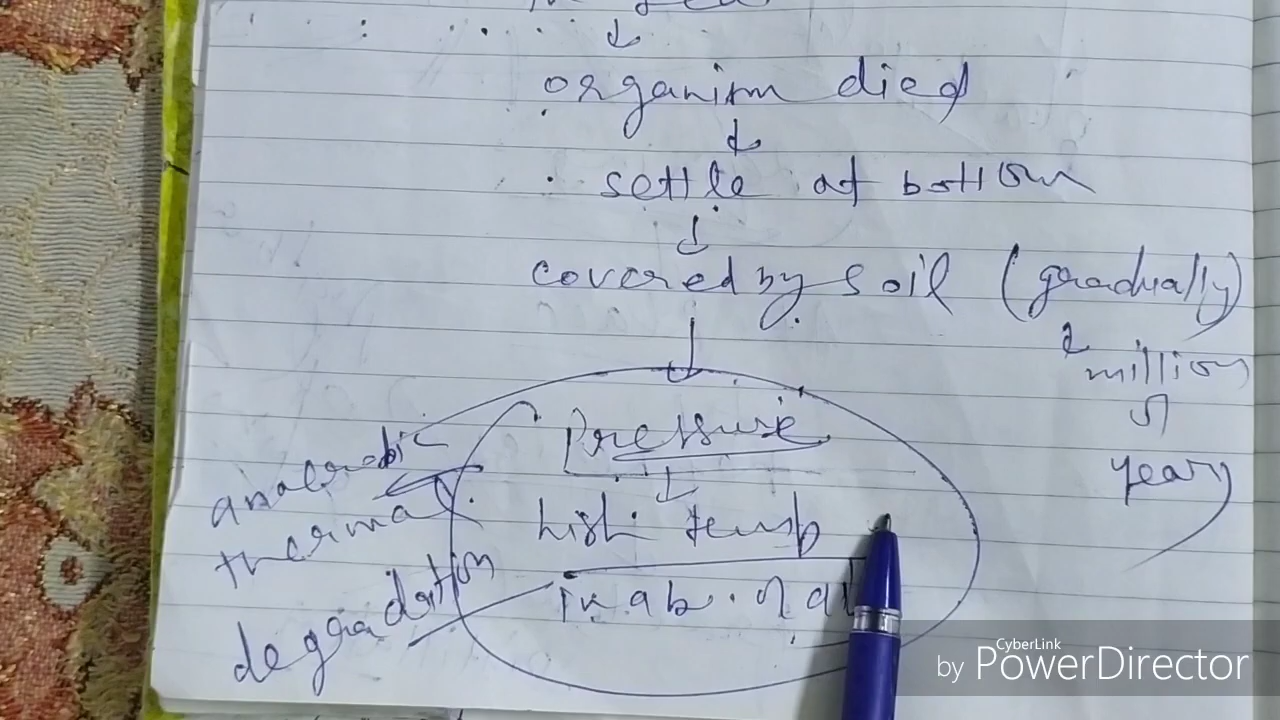 organism died
settle at bottom
covered by soil (gradually)
million
of
years
Pressure
high temp
in ab. of
anaerobic
thermal
degradation
CyberLink
by PowerDirector